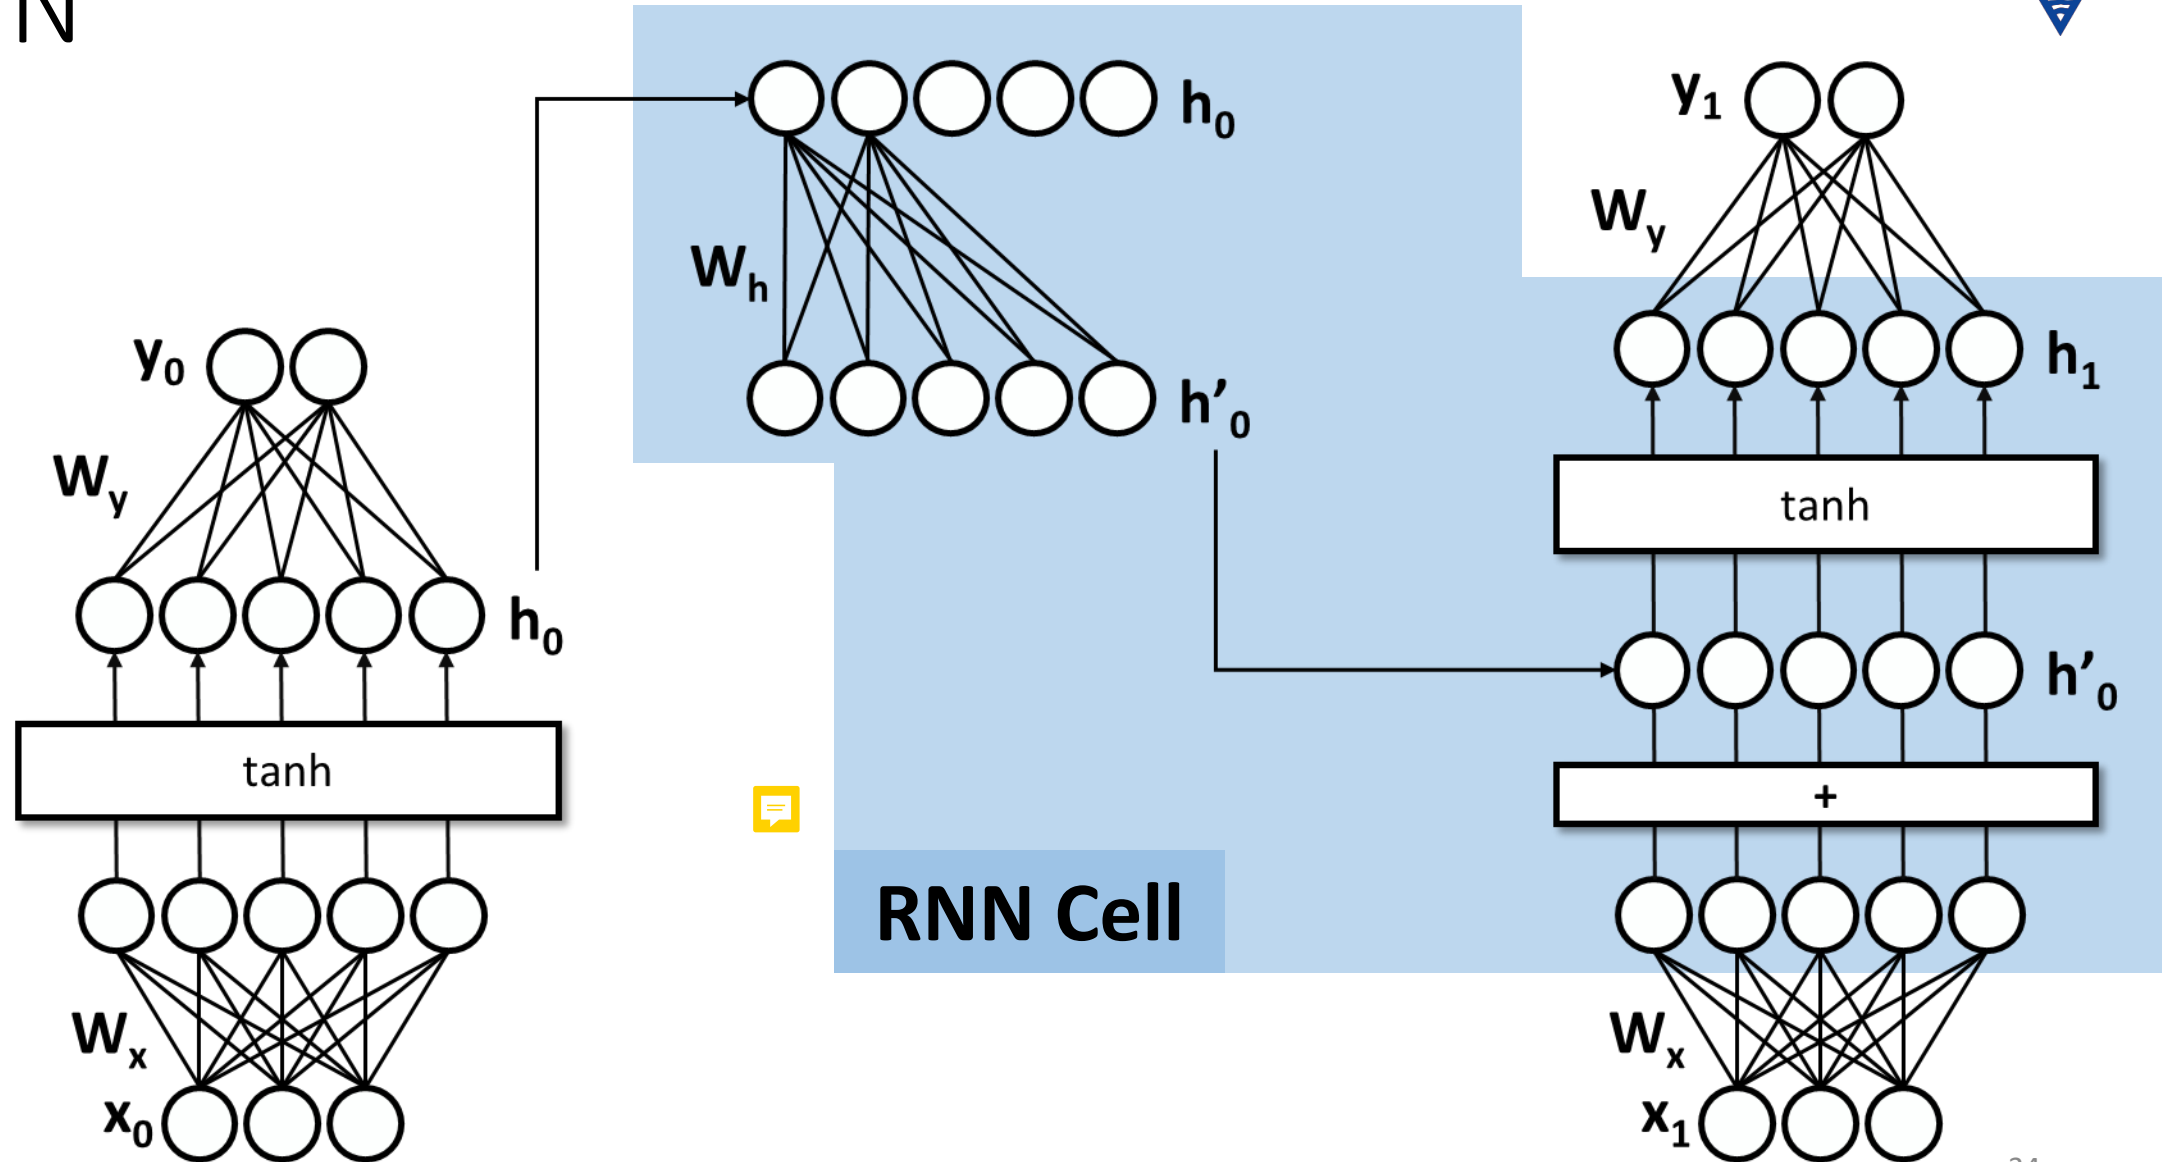 N
h₀
y₁
W_y
W_h
y₀
h₁
h'₀
W_y
tanh
h₀
h'₀
tanh
+
RNN Cell
W_x
W_x
x₀
x₁